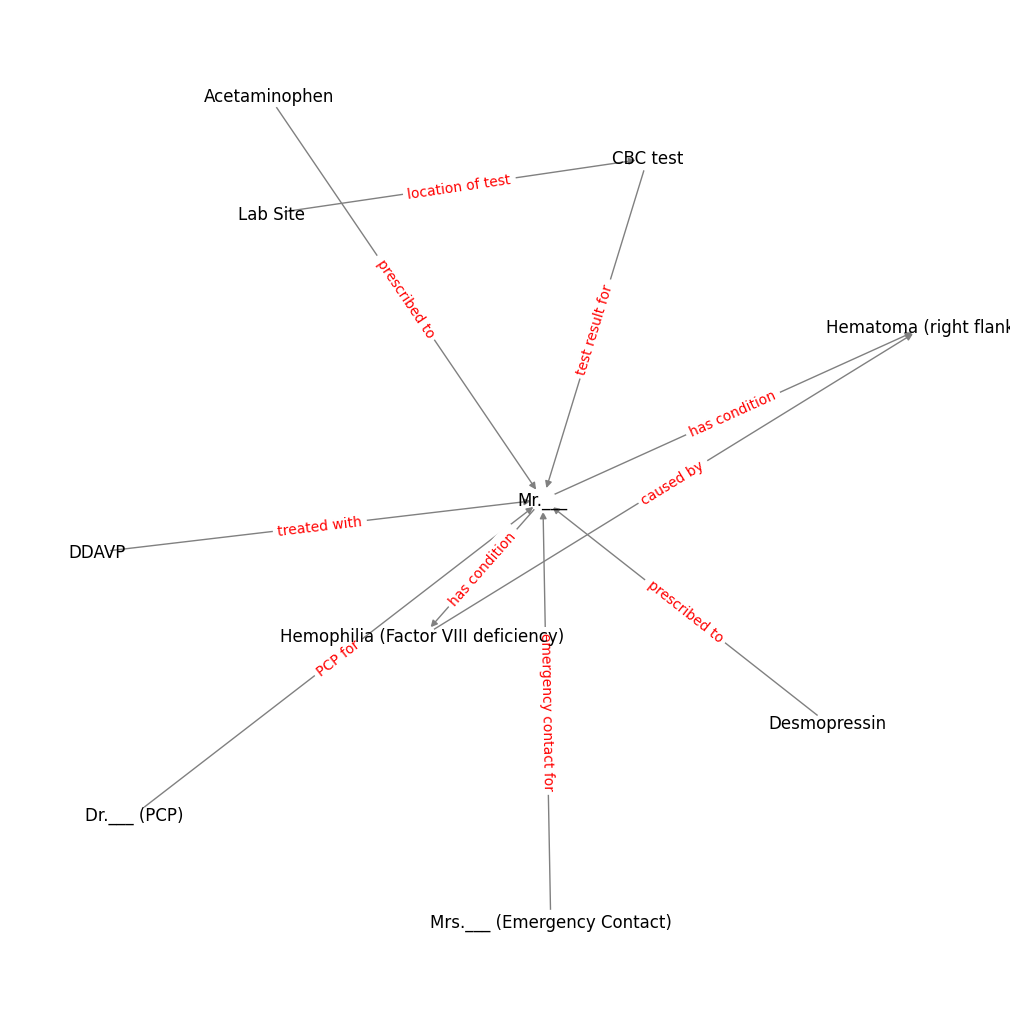 Acetaminophen
CBC test
location of test
Lab Site
prescribed to
test result for
Hematoma (right flank
has condition
caused by
Mr.___
treated with
DDAVP
has condition
prescribed to
Hemophilia (Factor VIII deficiency)
PCP for
emergency contact for
Desmopressin
Dr.___ (PCP)
Mrs.___ (Emergency Contact)